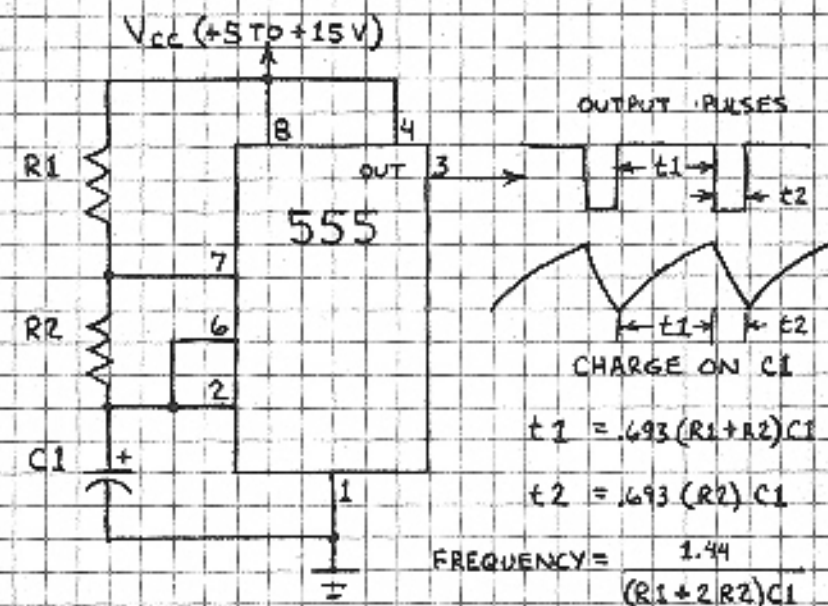 Vcc (+5 TO +15 V)
8
4
OUTPUT PULSES
R1
OUT
3
t1
t2
555
7
R2
6
t1
t2
2
CHARGE ON C1
t1 = .693 (R1+R2) C1
C1
+
1
t2 = .693 (R2) C1
FREQUENCY = 1.44
(R1 + 2 R2) C1